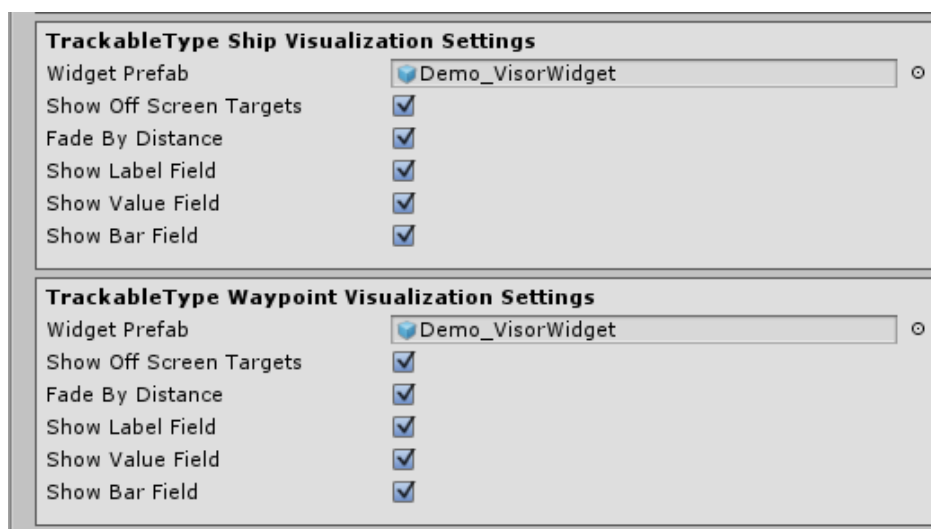 TrackableType Ship Visualization Settings
Widget Prefab Demo_VisorWidget
Show Off Screen Targets
Fade By Distance
Show Label Field
Show Value Field
Show Bar Field
TrackableType Waypoint Visualization Settings
Widget Prefab Demo_VisorWidget
Show Off Screen Targets
Fade By Distance
Show Label Field
Show Value Field
Show Bar Field